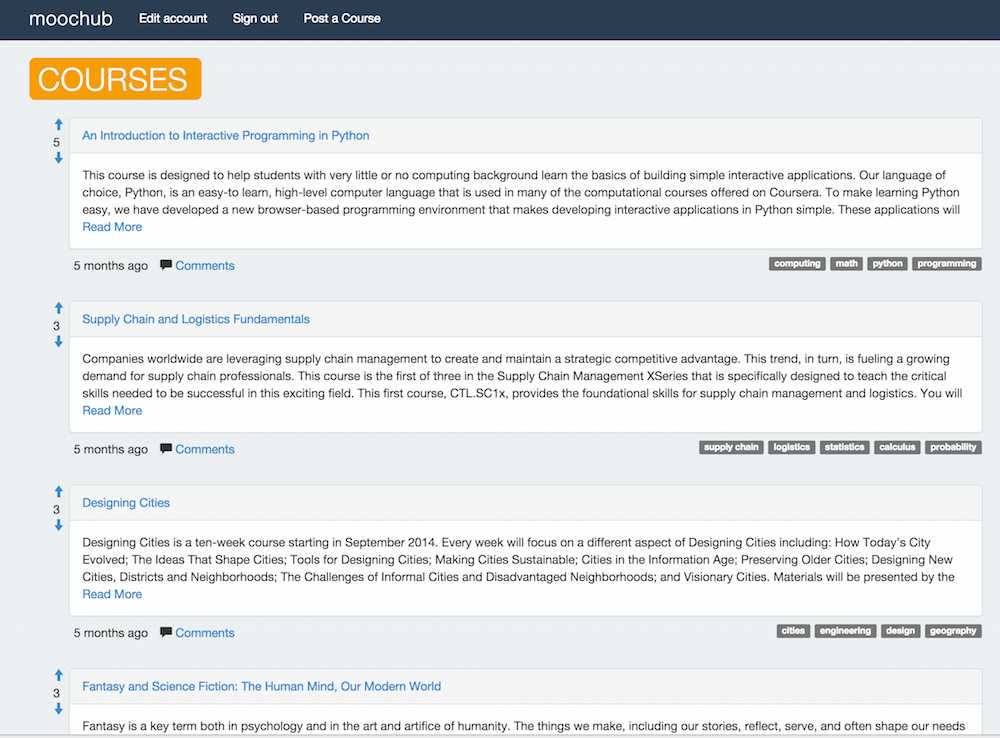 moochub Edit account Sign out Post a Course
COURSES
5
An Introduction to Interactive Programming in Python
This course is designed to help students with very little or no computing background learn the basics of building simple interactive applications. Our language of
choice, Python, is an easy-to learn, high-level computer language that is used in many of the computational courses offered on Coursera. To make learning Python
easy, we have developed a new browser-based programming environment that makes developing interactive applications in Python simple. These applications will
Read More
5 months ago Comments computing math python programming
3
Supply Chain and Logistics Fundamentals
Companies worldwide are leveraging supply chain management to create and maintain a strategic competitive advantage. This trend, in turn, is fueling a growing
demand for supply chain professionals. This course is the first of three in the Supply Chain Management XSeries that is specifically designed to teach the critical
skills needed to be successful in this exciting field. This first course, CTL.SC1x, provides the foundational skills for supply chain management and logistics. You will
Read More
5 months ago Comments supply chain logistics statistics calculus probability
3
Designing Cities
Designing Cities is a ten-week course starting in September 2014. Every week will focus on a different aspect of Designing Cities including: How Today's City
Evolved; The Ideas That Shape Cities; Tools for Designing Cities; Making Cities Sustainable; Cities in the Information Age; Preserving Older Cities; Designing New
Cities, Districts and Neighborhoods; The Challenges of Informal Cities and Disadvantaged Neighborhoods; and Visionary Cities. Materials will be presented by the
Read More
5 months ago Comments cities engineering design geography
3
Fantasy and Science Fiction: The Human Mind, Our Modern World
Fantasy is a key term both in psychology and in the art and artifice of humanity. The things we make, including our stories, reflect, serve, and often shape our needs